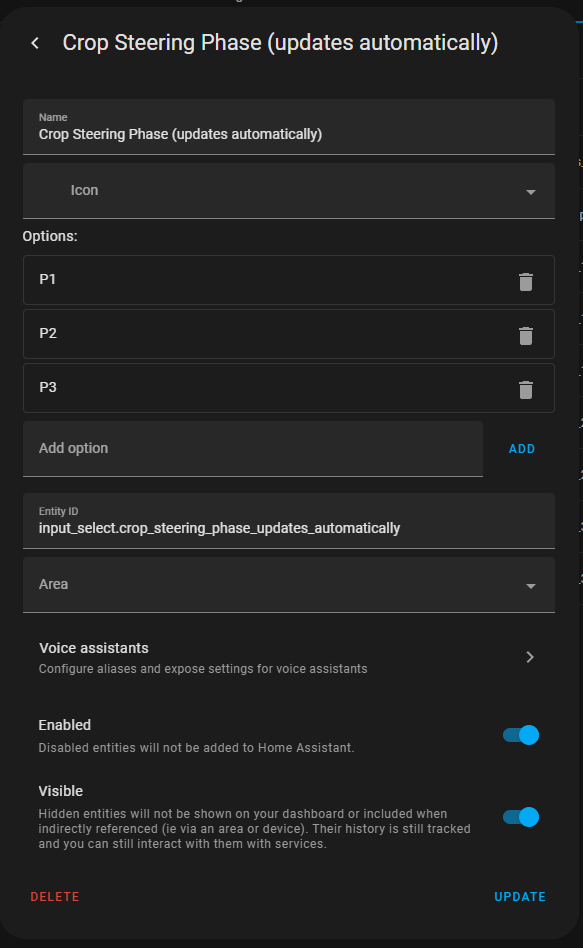 Crop Steering Phase (updates automatically)
Name
Crop Steering Phase (updates automatically)
Icon
Options:
P1
P2
P3
Add option
ADD
Entity ID
input_select.crop_steering_phase_updates_automatically
Area
Voice assistants
Configure aliases and expose settings for voice assistants
Enabled
Disabled entities will not be added to Home Assistant.
Visible
Hidden entities will not be shown on your dashboard or included when
indirectly referenced (ie via an area or device). Their history is still tracked
and you can still interact with them with services.
DELETE
UPDATE